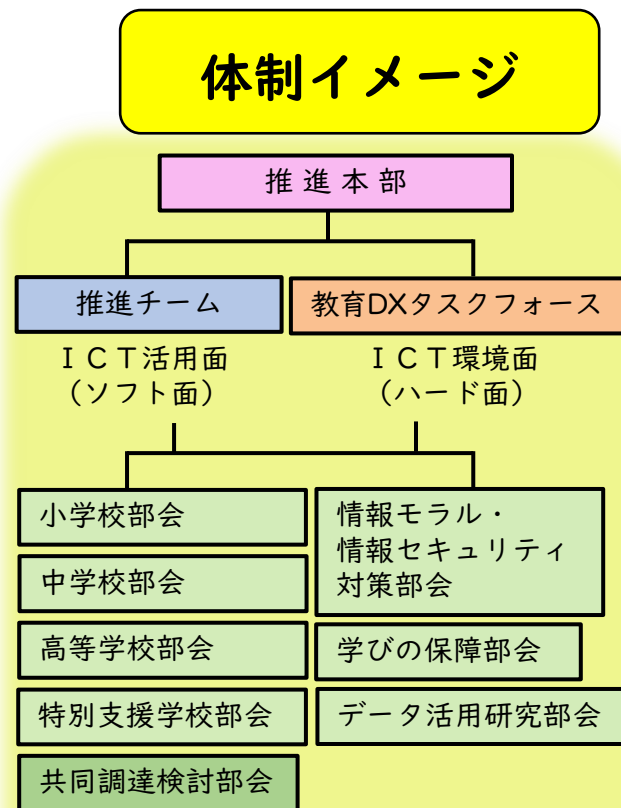 体制イメージ
推進本部
推進チーム
教育DXタスクフォース
ＩＣＴ活用面
（ソフト面）
ＩＣＴ環境面
（ハード面）
小学校部会
中学校部会
高等学校部会
特別支援学校部会
共同調達検討部会
情報モラル・
情報セキュリティ
対策部会
学びの保障部会
データ活用研究部会